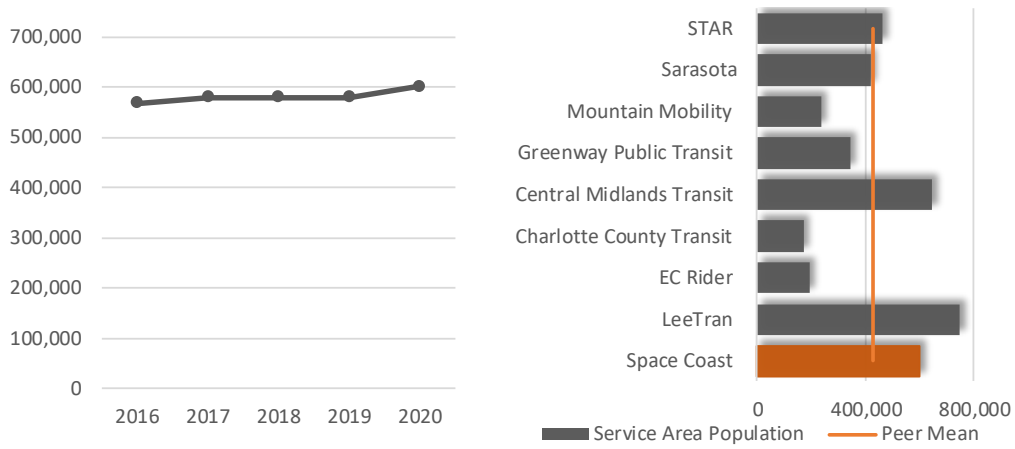 700,000
600,000
500,000
400,000
300,000
200,000
100,000
0
2016 2017 2018 2019 2020
STAR
Sarasota
Mountain Mobility
Greenway Public Transit
Central Midlands Transit
Charlotte County Transit
EC Rider
LeeTran
Space Coast
0 400,000 800,000
Service Area Population Peer Mean